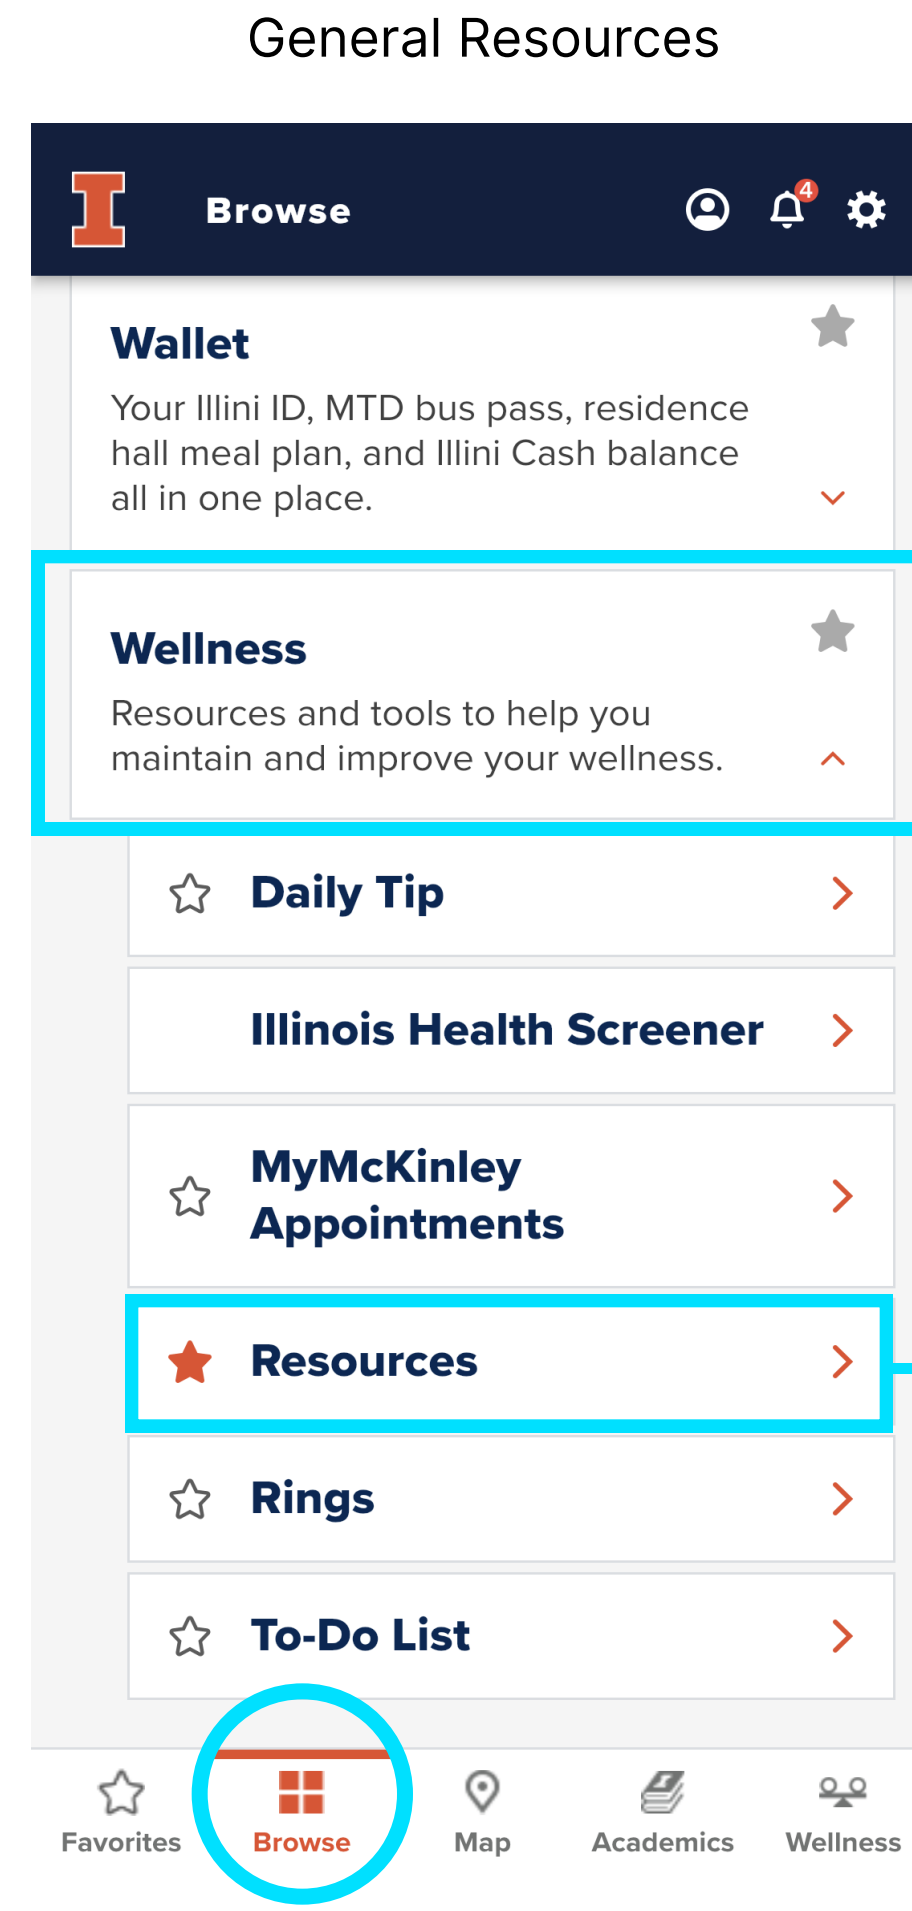 General Resources
I
Browse
4
Wallet
Your Illini ID, MTD bus pass, residence
hall meal plan, and Illini Cash balance
all in one place.
Wellness
Resources and tools to help you
maintain and improve your wellness.
Daily Tip
Illinois Health Screener
MyMcKinley
Appointments
Resources
Rings
To-Do List
Favorites
Browse
Map
Academics
Wellness